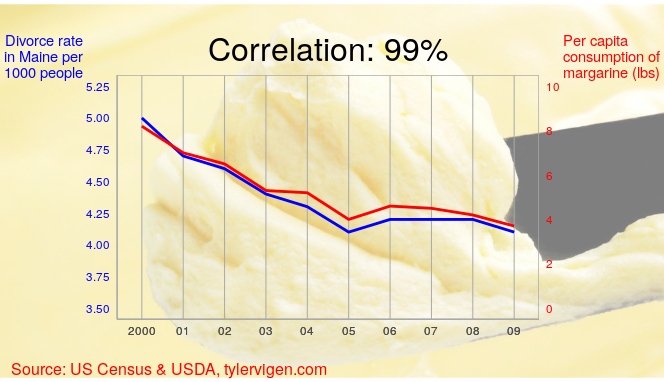 Divorce rate
in Maine per
1000 people
Correlation: 99%
Per capita
consumption of
margarine (lbs)
5.25
5.00
4.75
4.50
4.25
4.00
3.75
3.50
10
8
6
4
2
0
2000 01 02 03 04 05 06 07 08 09
Source: US Census & USDA, tylervigen.com